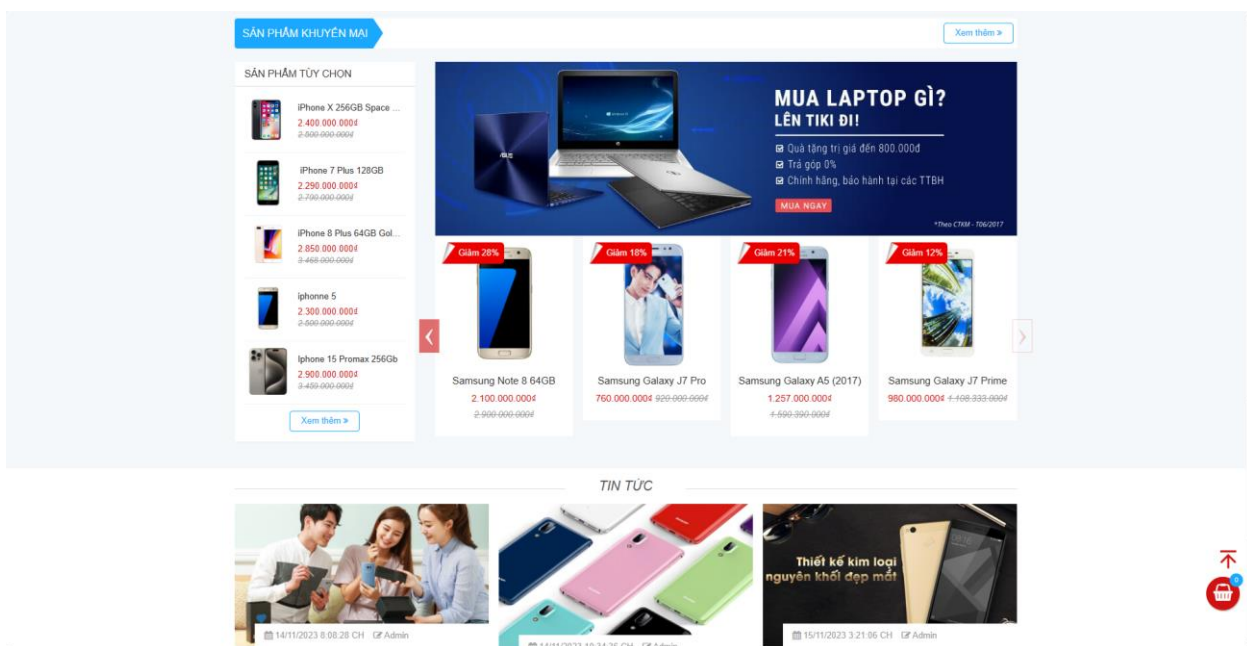 SẢN PHẨM KHUYẾN MẠI
Xem thêm »
SẢN PHẨM TÙY CHỌN
iPhone X 256GB Space ...
2.400.000.000₫
2.800.000.000₫
iPhone 7 Plus 128GB
2.290.000.000₫
2.790.000.000₫
iPhone 8 Plus 64GB Gol...
2.850.000.000₫
3.468.000.000₫
iphonne 5
2.300.000.000₫
2.500.000.000₫
Iphone 15 Promax 256Gb
2.900.000.000₫
3.459.000.000₫
Xem thêm »
ASUS
MUA LAPTOP GÌ?
LÊN TIKI ĐI!
Quà tặng trị giá đến 800.000đ
Trả góp 0%
Chính hãng, bảo hành tại các TTBH
MUA NGAY
*Theo CTKM - T06/2017
Giảm 28%
Giảm 18%
Giảm 21%
Giảm 12%
Samsung Note 8 64GB
2.100.000.000₫
2.900.000.000₫
Samsung Galaxy J7 Pro
760.000.000₫ 920.000.000₫
Samsung Galaxy A5 (2017)
1.257.000.000₫
1.590.390.000₫
Samsung Galaxy J7 Prime
980.000.000₫ 1.108.333.000₫
TIN TỨC
Thiết kế kim loại
nguyên khối đẹp mắt
0
14/11/2023 8:08:28 CH Admin
Admin
15/11/2023 3:21:06 CH Admin